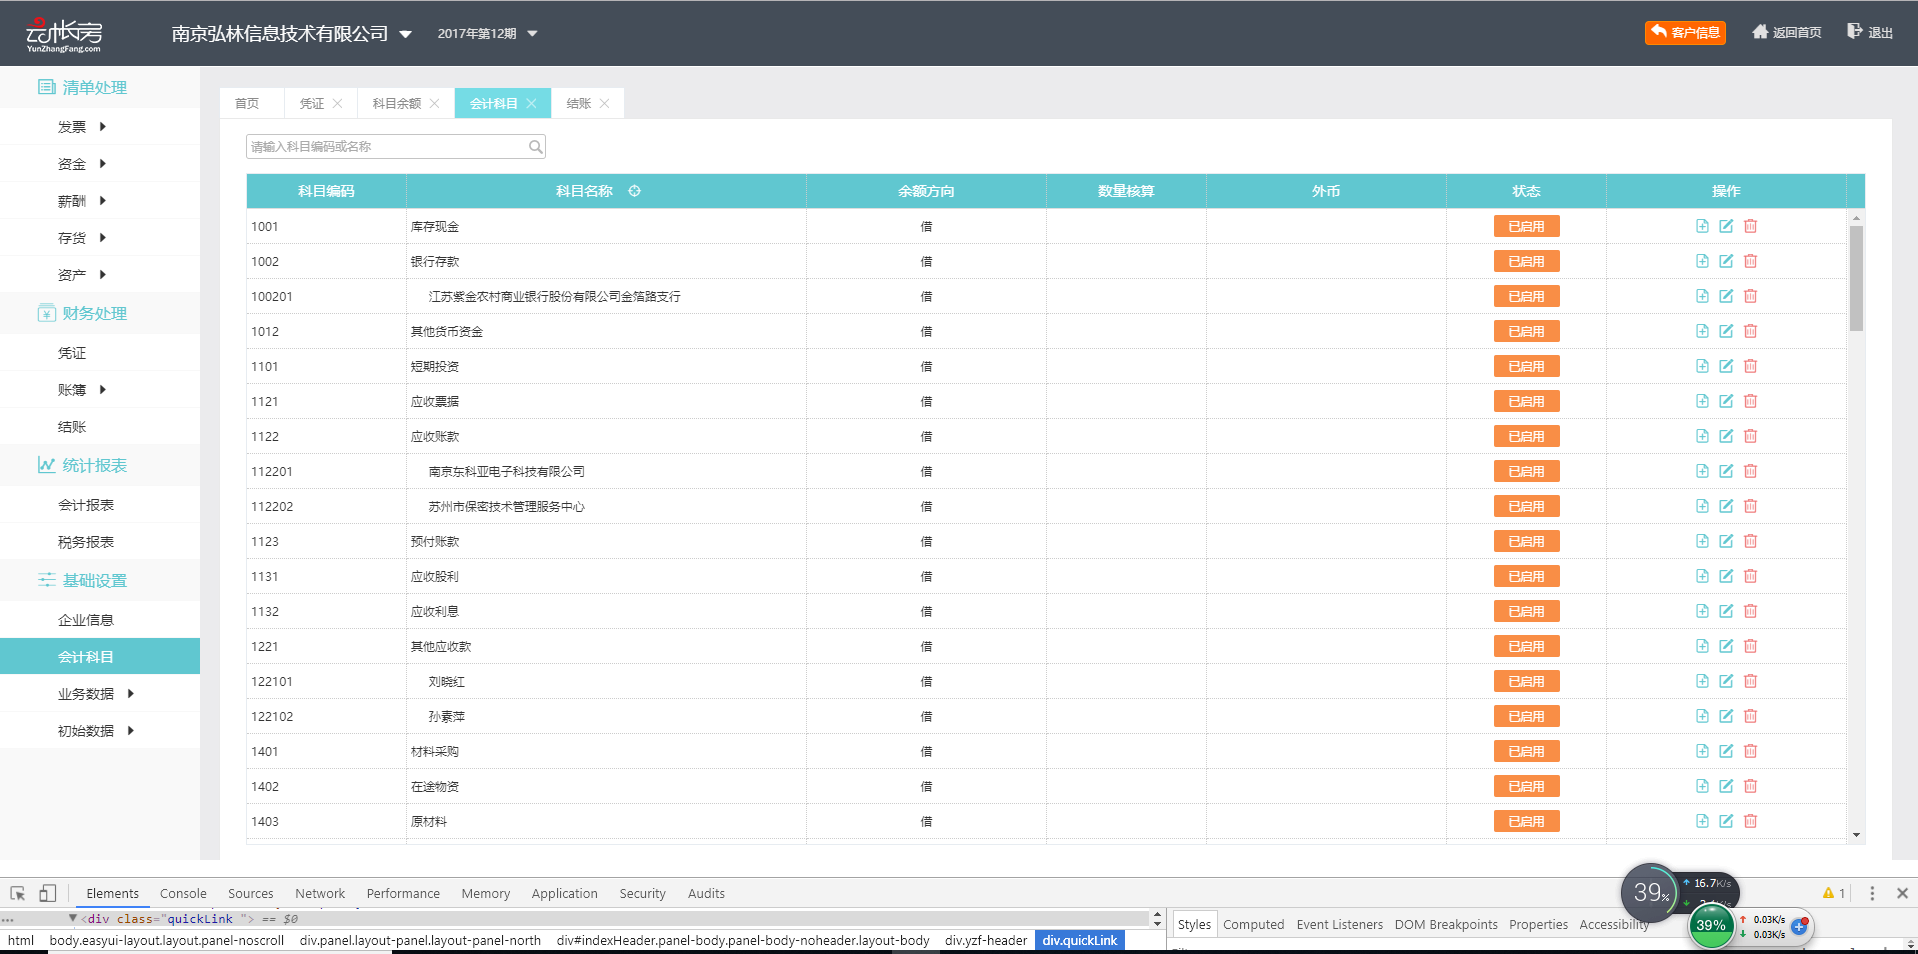 云帐房
YunZhangFang.com
南京弘林信息技术有限公司
2017年第12期
客户信息
返回首页
退出
清单处理
发票
资金
薪酬
存货
资产
财务处理
凭证
账簿
结账
统计报表
会计报表
税务报表
基础设置
企业信息
会计科目
业务数据
初始数据
首页 凭证 科目余额 会计科目 结账
请输入科目编码或名称
科目编码 科目名称 余额方向 数量核算 外币 状态 操作
1001 库存现金 借 已启用
1002 银行存款 借 已启用
100201 江苏紫金农村商业银行股份有限公司金箔路支行 借 已启用
1012 其他货币资金 借 已启用
1101 短期投资 借 已启用
1121 应收票据 借 已启用
1122 应收账款 借 已启用
112201 南京东科亚电子科技有限公司 借 已启用
112202 苏州市保密技术管理服务中心 借 已启用
1123 预付账款 借 已启用
1131 应收股利 借 已启用
1132 应收利息 借 已启用
1221 其他应收款 借 已启用
122101 刘晓红 借 已启用
122102 孙素萍 借 已启用
1401 材料采购 借 已启用
1402 在途物资 借 已启用
1403 原材料 借 已启用
Elements Console Sources Network Performance Memory Application Security Audits
1
39%
16.7K/s
<div class="quickLink "> == $0
Styles Computed Event Listeners DOM Breakpoints Properties Accessibility
39%
0.03K/s
0.03K/s
html body.easyui-layout.layout.panel-noscroll div.panel.layout-panel.layout-panel-north div#indexHeader.panel-body.panel-body-noheader.layout-body div.yzf-header div.quickLink